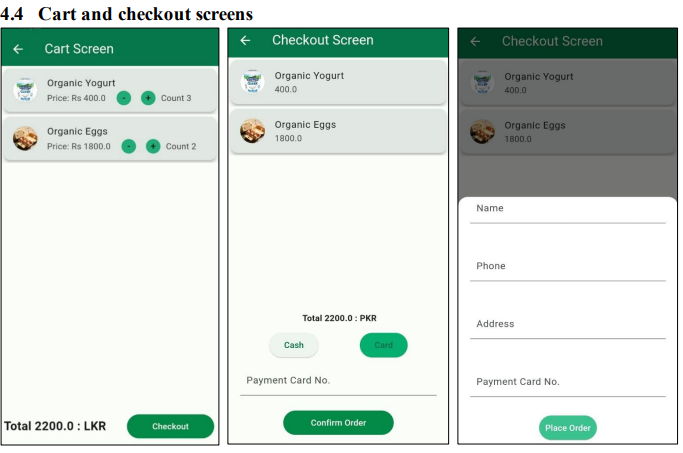 4.4 Cart and checkout screens
← Cart Screen
Organic Yogurt
Price: Rs 400.0 - + Count 3
Organic Eggs
Price: Rs 1800.0 - + Count 2
Total 2200.0 : LKR Checkout
← Checkout Screen
Organic Yogurt
400.0
Organic Eggs
1800.0
Total 2200.0 : PKR
Cash Card
Payment Card No.
Confirm Order
← Checkout Screen
Organic Yogurt
400.0
Organic Eggs
1800.0
Name
Phone
Address
Payment Card No.
Place Order